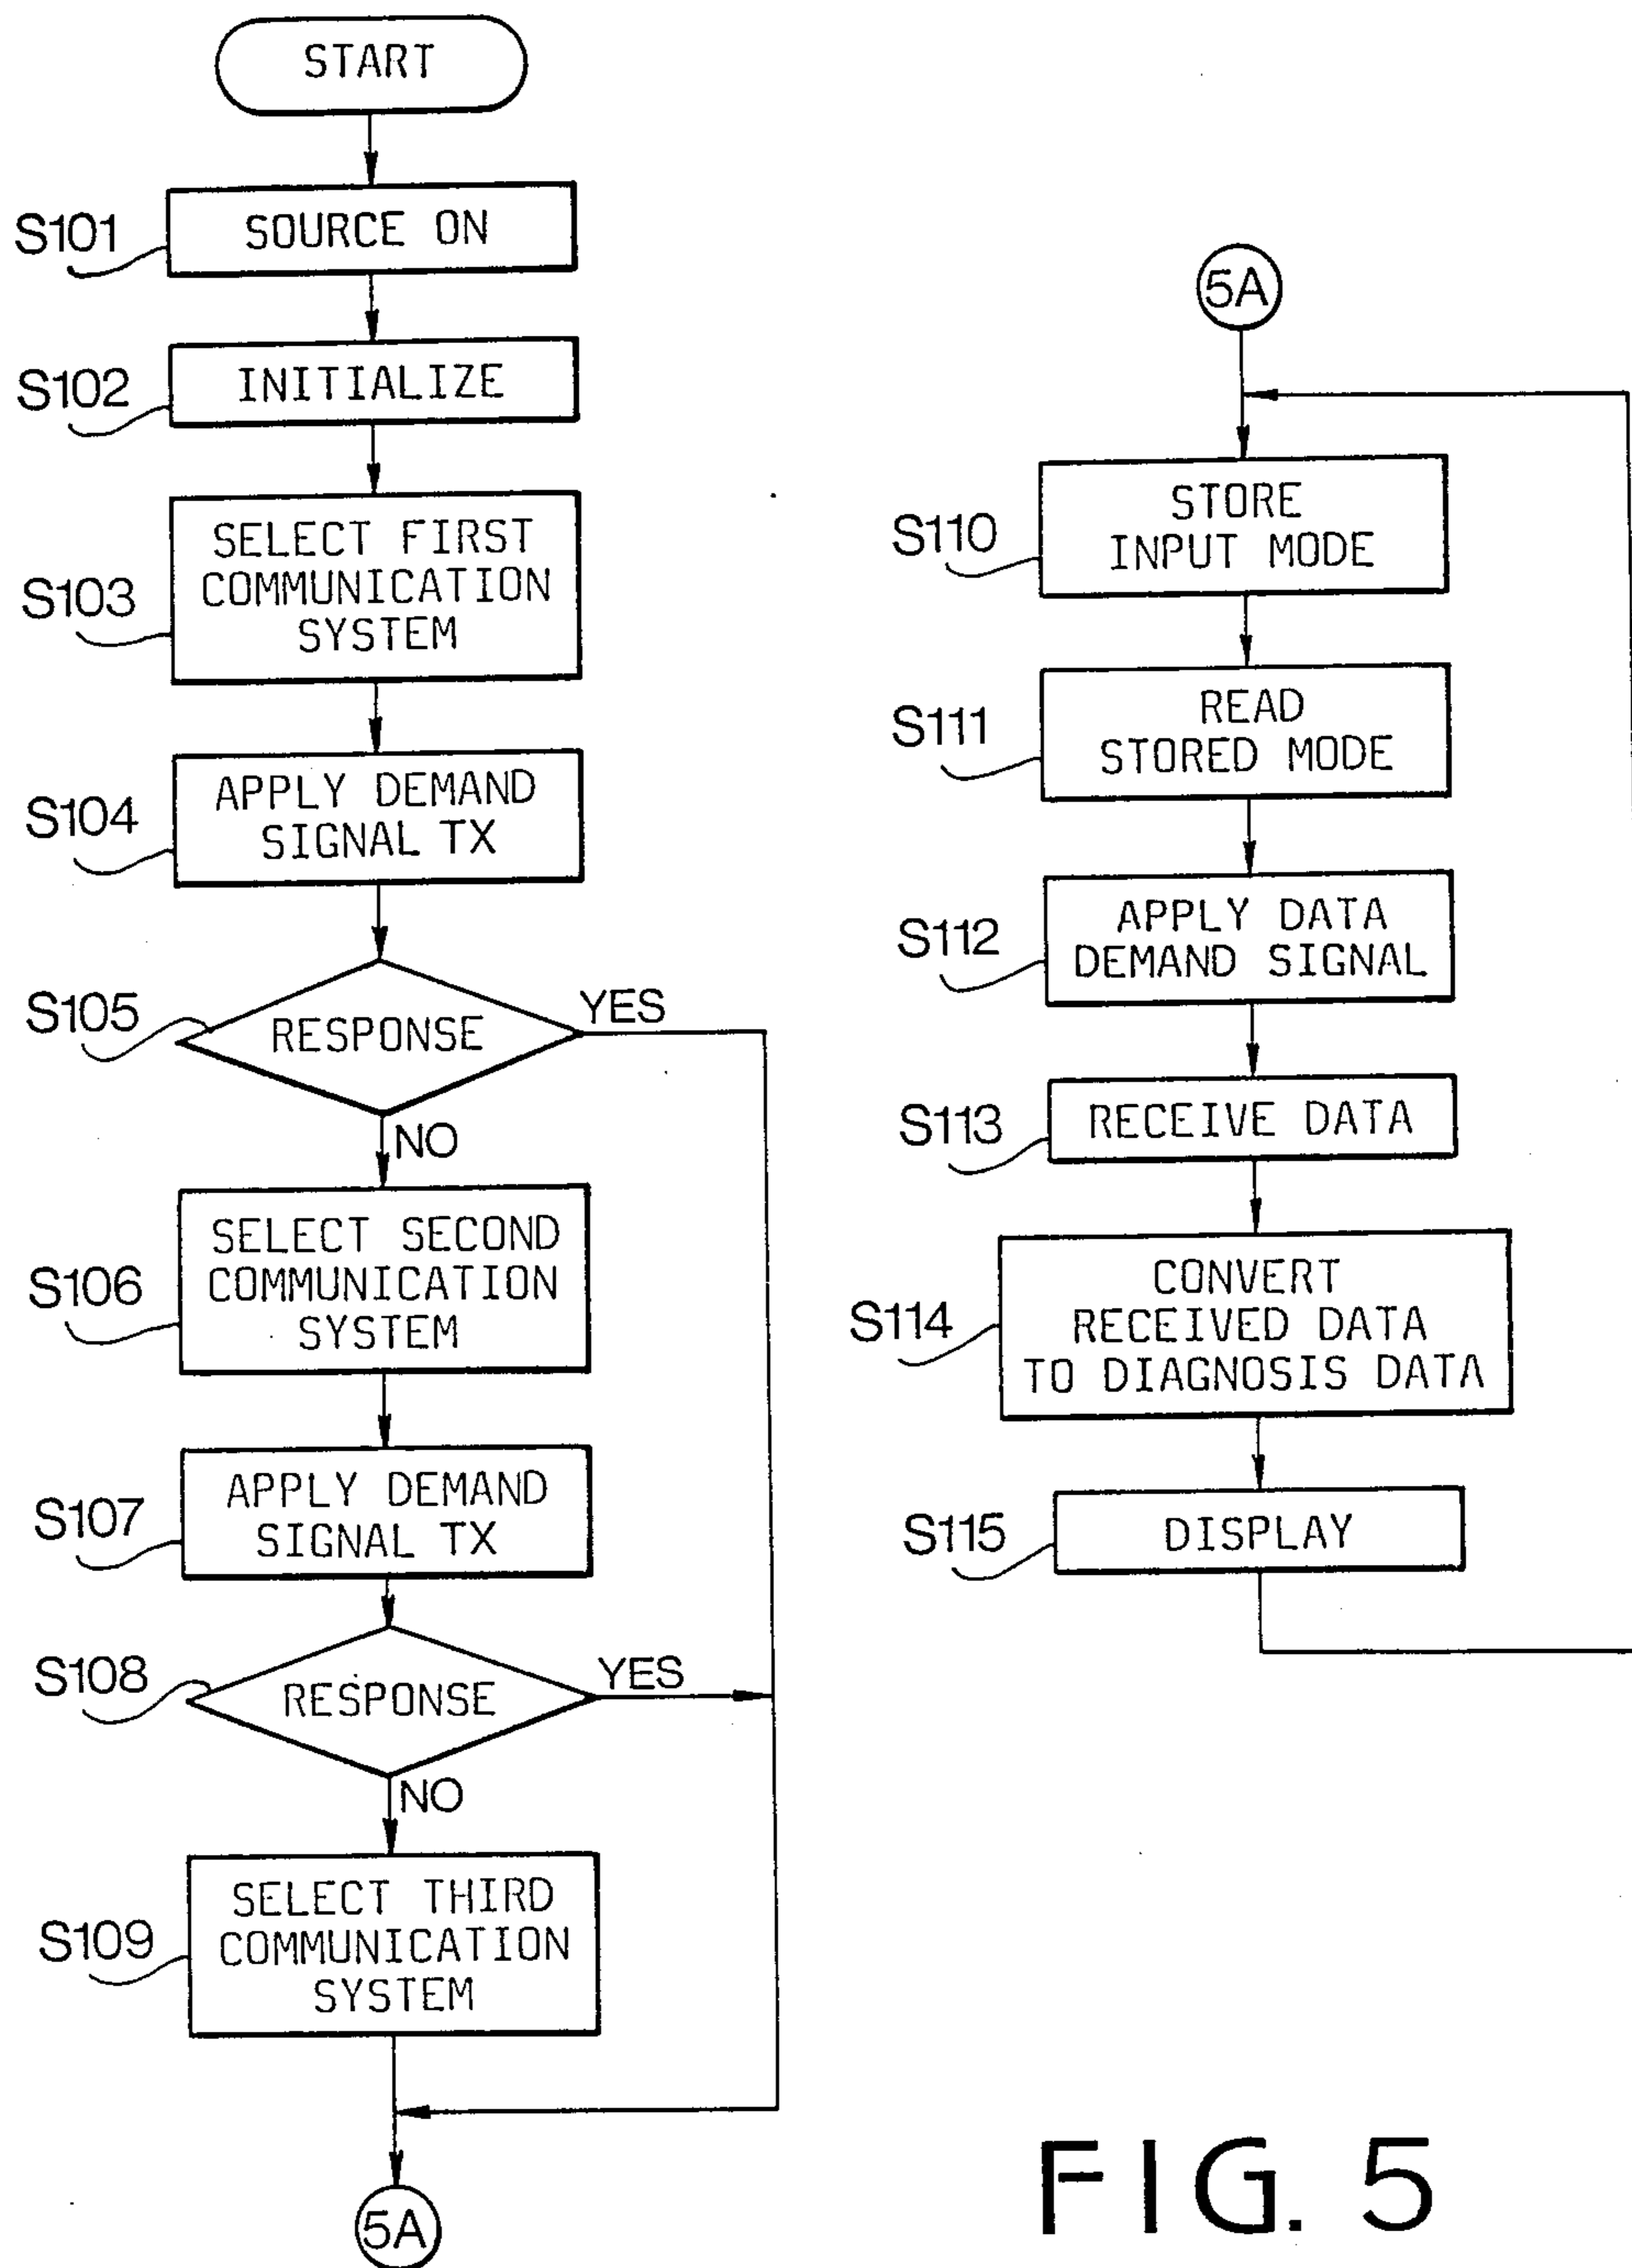 START
S101
SOURCE ON
S102
INITIALIZE
S103
SELECT FIRST
COMMUNICATION
SYSTEM
S104
APPLY DEMAND
SIGNAL TX
S105
RESPONSE
YES
NO
S106
SELECT SECOND
COMMUNICATION
SYSTEM
S107
APPLY DEMAND
SIGNAL TX
S108
RESPONSE
YES
NO
S109
SELECT THIRD
COMMUNICATION
SYSTEM
5A
5A
S110
STORE
INPUT MODE
S111
READ
STORED MODE
S112
APPLY DATA
DEMAND SIGNAL
S113
RECEIVE DATA
S114
CONVERT
RECEIVED DATA
TO DIAGNOSIS DATA
S115
DISPLAY
FIG. 5